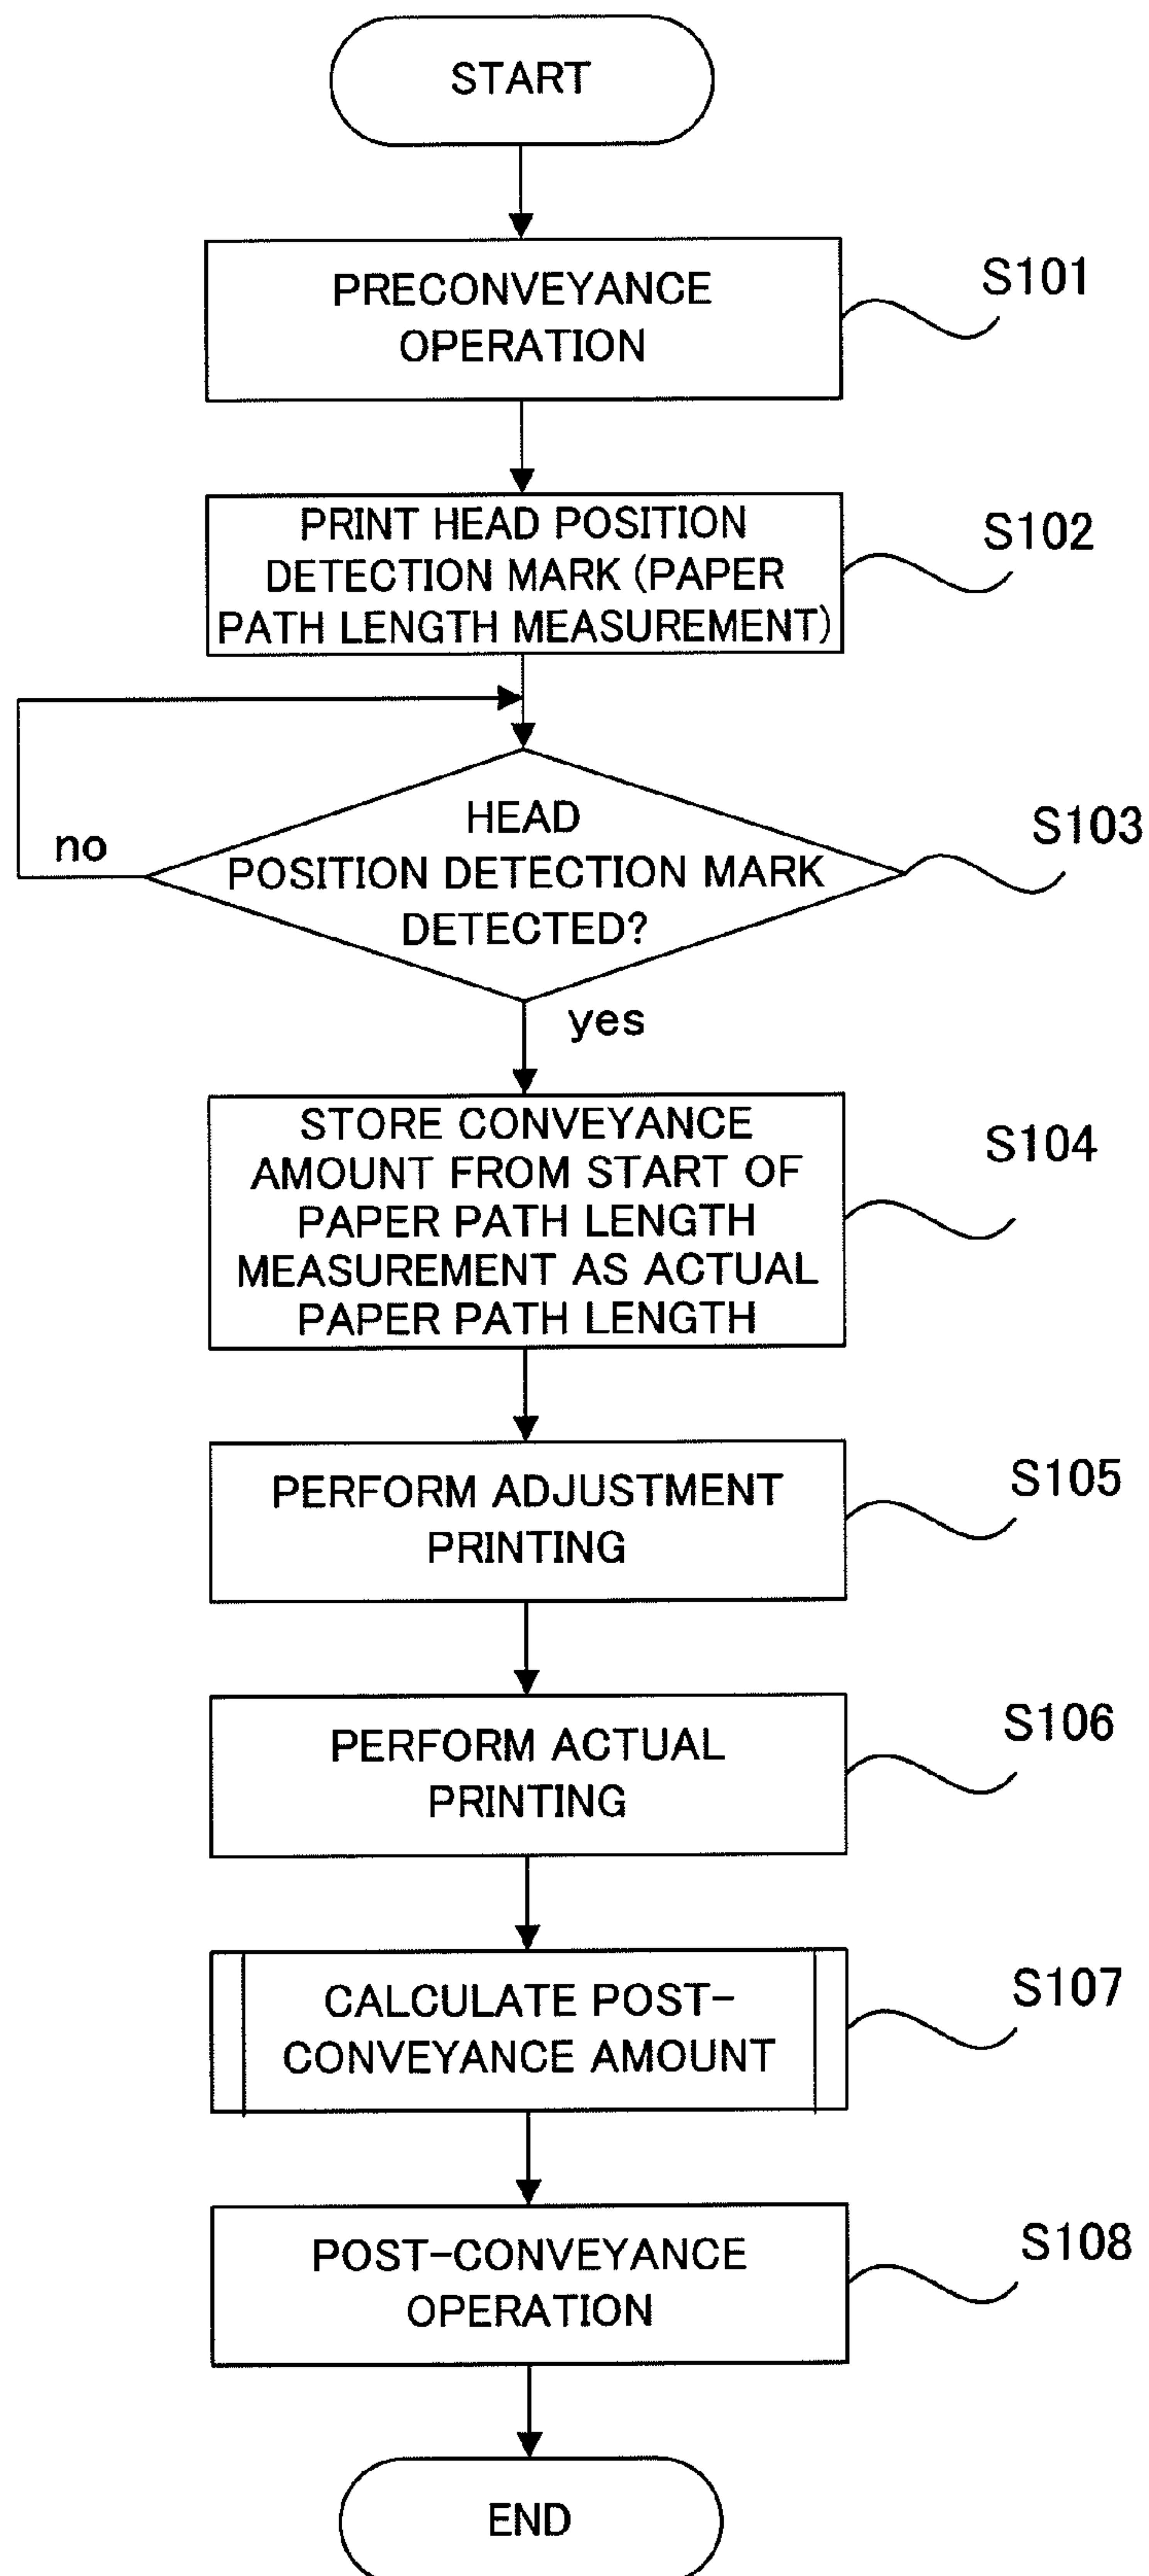 START
PRECONVEYANCE
OPERATION
S101
PRINT HEAD POSITION
DETECTION MARK (PAPER
PATH LENGTH MEASUREMENT)
S102
HEAD
POSITION DETECTION MARK
DETECTED?
S103
no
yes
STORE CONVEYANCE
AMOUNT FROM START OF
PAPER PATH LENGTH
MEASUREMENT AS ACTUAL
PAPER PATH LENGTH
S104
PERFORM ADJUSTMENT
PRINTING
S105
PERFORM ACTUAL
PRINTING
S106
CALCULATE POST-
CONVEYANCE AMOUNT
S107
POST-CONVEYANCE
OPERATION
S108
END